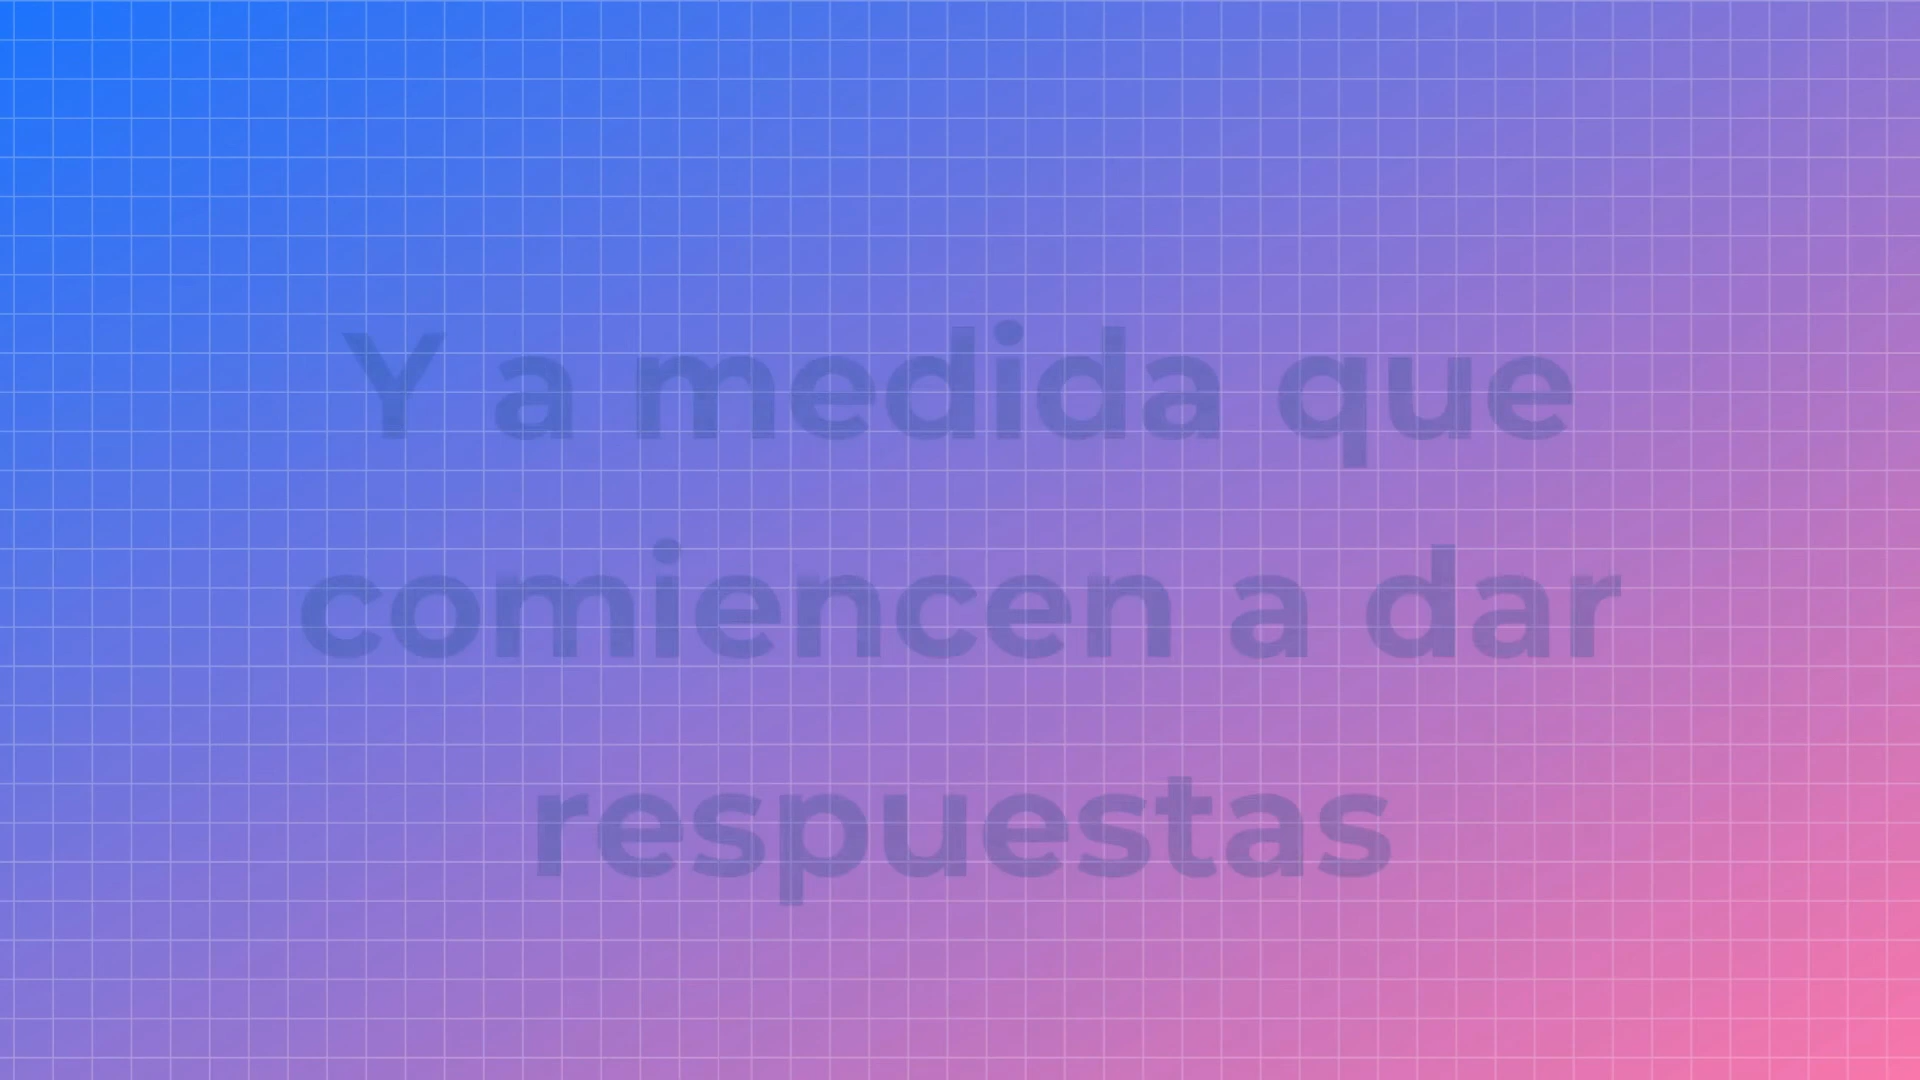 Y a medida que
comiencen a dar
respuestas